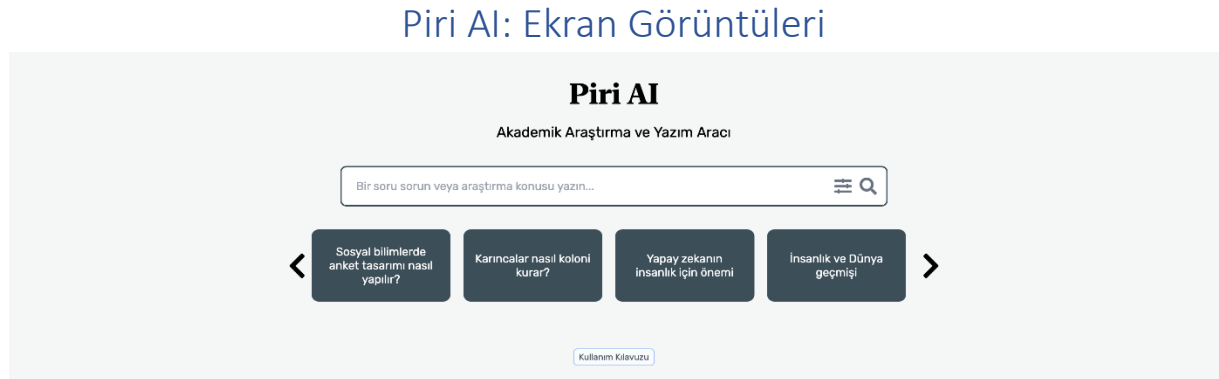 Piri AI: Ekran Görüntüleri
Piri AI
Akademik Araştırma ve Yazım Aracı
Bir soru sorun veya araştırma konusu yazın...
Sosyal bilimlerde
anket tasarımı nasıl
yapılır?
Karıncalar nasıl koloni
kurar?
Yapay zekanın
insanlık için önemi
İnsanlık ve Dünya
geçmişi
Kullanım Kılavuzu